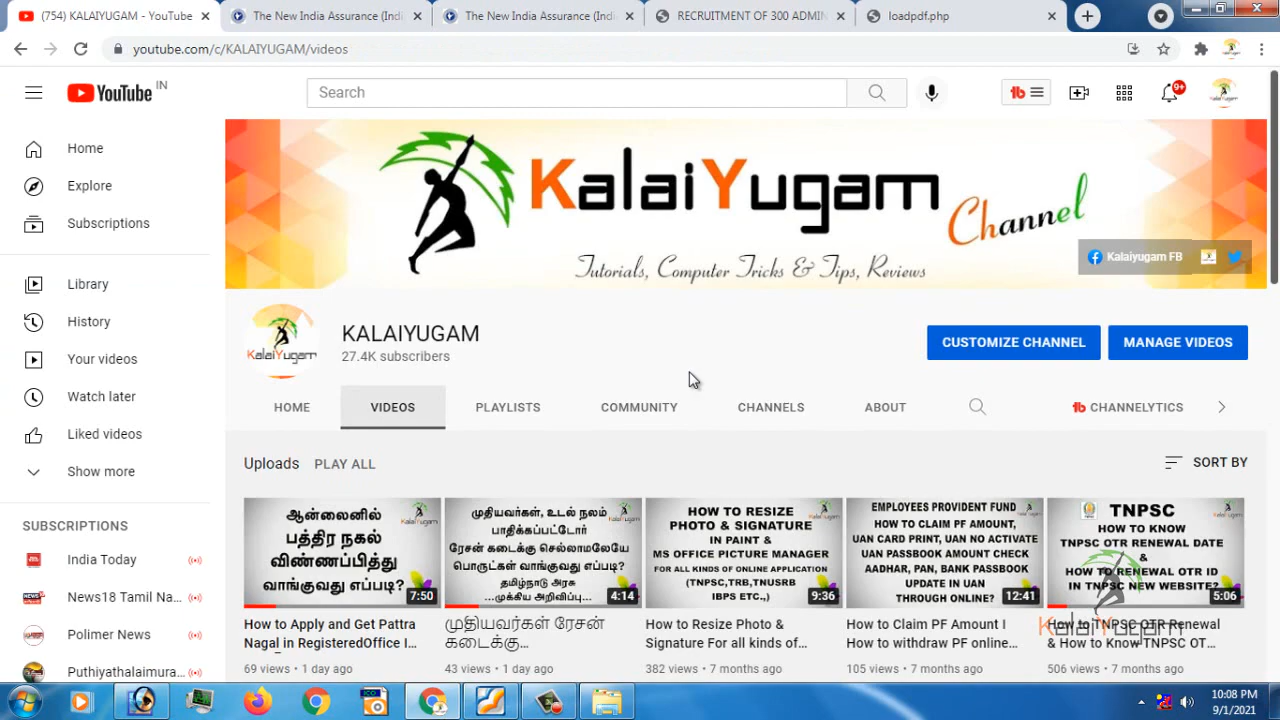 (754) KALAIYUGAM - YouTube
The New India Assurance (Indi
The New India Assurance (Indi
RECRUITMENT OF 300 ADMIN
loadpdf.php
youtube.com/c/KALAIYUGAM/videos
YouTube IN
Search
9+
Home
Explore
Subscriptions
Library
History
Your videos
Watch later
Liked videos
Show more
SUBSCRIPTIONS
India Today
News18 Tamil Na...
Polimer News
Puthiyathalaimura...
KalaiYugam
Channel
Tutorials, Computer Tricks & Tips, Reviews
Kalaiyugam FB
KalaiYugam
KALAIYUGAM
27.4K subscribers
CUSTOMIZE CHANNEL
MANAGE VIDEOS
HOME
VIDEOS
PLAYLISTS
COMMUNITY
CHANNELS
ABOUT
CHANNELYTICS
Uploads
PLAY ALL
SORT BY
ஆன்லைனில்
பத்திர நகல்
விண்ணப்பித்து
வாங்குவது எப்படி?
7:50
How to Apply and Get Pattra
Nagal in RegisteredOffice I...
69 views • 1 day ago
முதியவர்கள், உடல் நலம்
பாதிக்கப்பட்டோர்
ரேசன் கடைக்கு செல்லாமலேயே
பொருட்கள் வாங்குவது எப்படி?
தமிழ்நாடு அரசு
...முக்கிய அறிவிப்பு...
4:14
முதியவர்கள் ரேசன்
கடைக்கு...
43 views • 1 day ago
HOW TO RESIZE
PHOTO & SIGNATURE
IN PAINT &
MS OFFICE PICTURE MANAGER
FOR ALL KINDS OF ONLINE APPLICATION
(TNPSC,TRB,TNUSRB
IBPS ETC.,)
9:36
How to Resize Photo &
Signature For all kinds of...
382 views • 7 months ago
EMPLOYEES PROVIDENT FUND
HOW TO CLAIM PF AMOUNT,
UAN CARD PRINT, UAN NO ACTIVATE
UAN PASSBOOK AMOUNT CHECK
AADHAR, PAN, BANK PASSBOOK
UPDATE IN UAN
THROUGH ONLINE?
12:41
How to Claim PF Amount I
How to withdraw PF online...
105 views • 7 months ago
TNPSC
HOW TO KNOW
TNPSC OTR RENEWAL DATE
&
HOW TO RENEWAL OTR ID
IN TNPSC NEW WEBSITE?
5:06
How to TNPSC OTR Renewal
& How to Know TNPSC OT...
506 views • 7 months ago
KalaiYugam
10:08 PM
9/1/2021